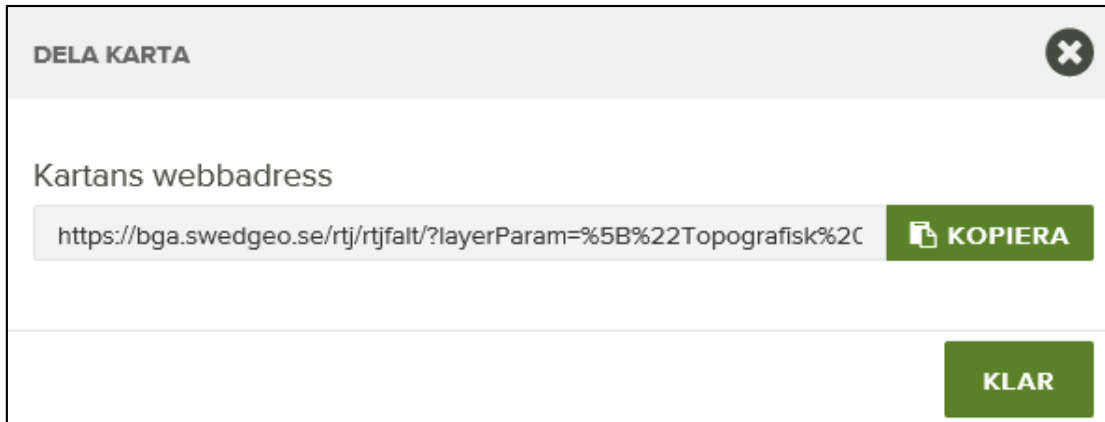 DELA KARTA
Kartans webbadress
https://bga.swedgeo.se/rtj/rtjfalt/?layerParam=%5B%22Topografisk%2C KOPIERA
KLAR